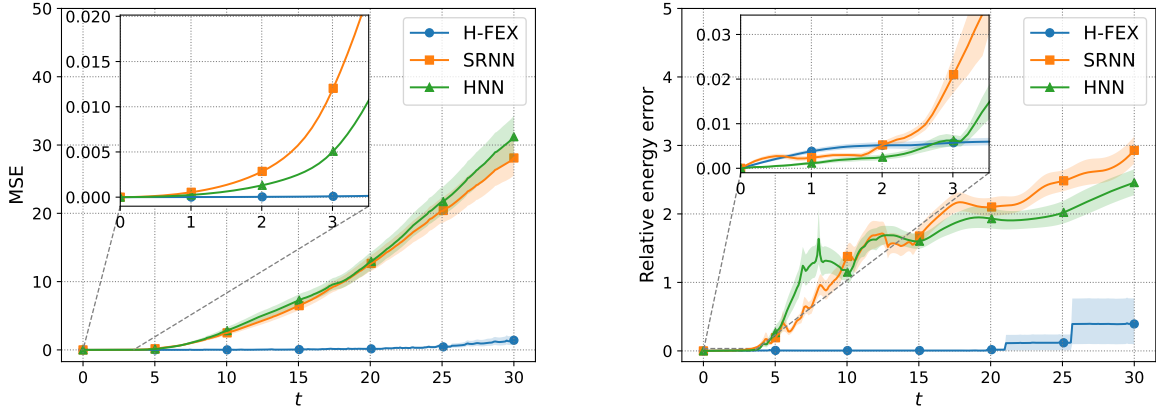 50
40
30
20
10
0
MSE
0.020
0.015
0.010
0.005
0.000
0 1 2 3
H-FEX
SRNN
HNN
0 5 10 15 20 25 30
t
5
4
3
2
1
0
Relative energy error
0.03
0.02
0.01
0.00
0 1 2 3
H-FEX
SRNN
HNN
0 5 10 15 20 25 30
t